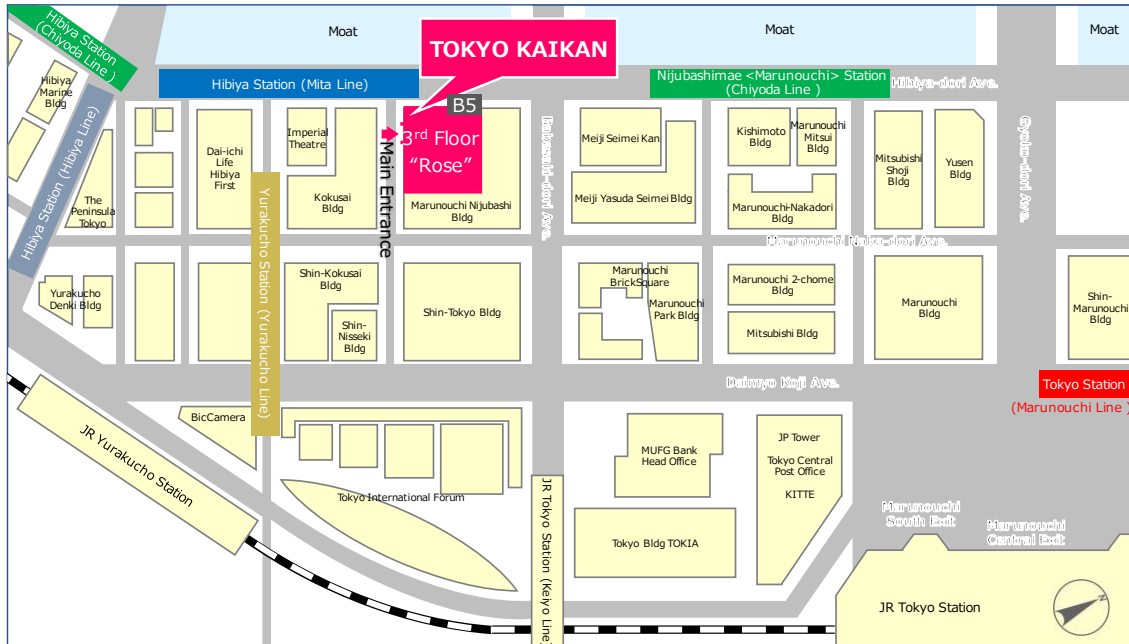 Moat
Moat
Moat
Hibiya Station
(Chiyoda Line)
TOKYO KAIKAN
Hibiya Station (Mita Line)
Nijubashimae <Marunouchi> Station
(Chiyoda Line )
Hibiya-dori Ave.
Hibiya
Marine
Bldg
Hibiya Station (Hibiya Line)
The
Peninsula
Tokyo
Dai-ichi
Life
Hibiya
First
Imperial
Theatre
Kokusai
Bldg
Main Entrance
B5
3rd Floor
“Rose”
Marunouchi Nijubashi
Bldg
Babasaki-dori Ave.
Meiji Seimei Kan
Meiji Yasuda Seimei Bldg
Kishimoto
Bldg
Marunouchi
Mitsui
Bldg
Marunouchi-Nakadori
Bldg
Mitsubishi
Shoji
Bldg
Yusen
Bldg
Gyoko-dori Ave.
Marunouchi Naka-dori Ave.
Yurakucho Station (Yurakucho Line)
Yurakucho
Denki Bldg
Shin-Kokusai
Bldg
Shin-
Nisseki
Bldg
Shin-Tokyo Bldg
Marunouchi
BrickSquare
Marunouchi
Park Bldg
Marunouchi 2-chome
Bldg
Mitsubishi Bldg
Marunouchi
Bldg
Shin-
Marunouchi
Bldg
Daimyo Koji Ave.
Tokyo Station
(Marunouchi Line )
JR Yurakucho Station
BicCamera
Tokyo International Forum
JR Tokyo Station (Keiyo Line)
MUFG Bank
Head Office
Tokyo Bldg TOKIA
JP Tower
Tokyo Central
Post Office
KITTE
Marunouchi
South Exit
Marunouchi
Central Exit
JR Tokyo Station